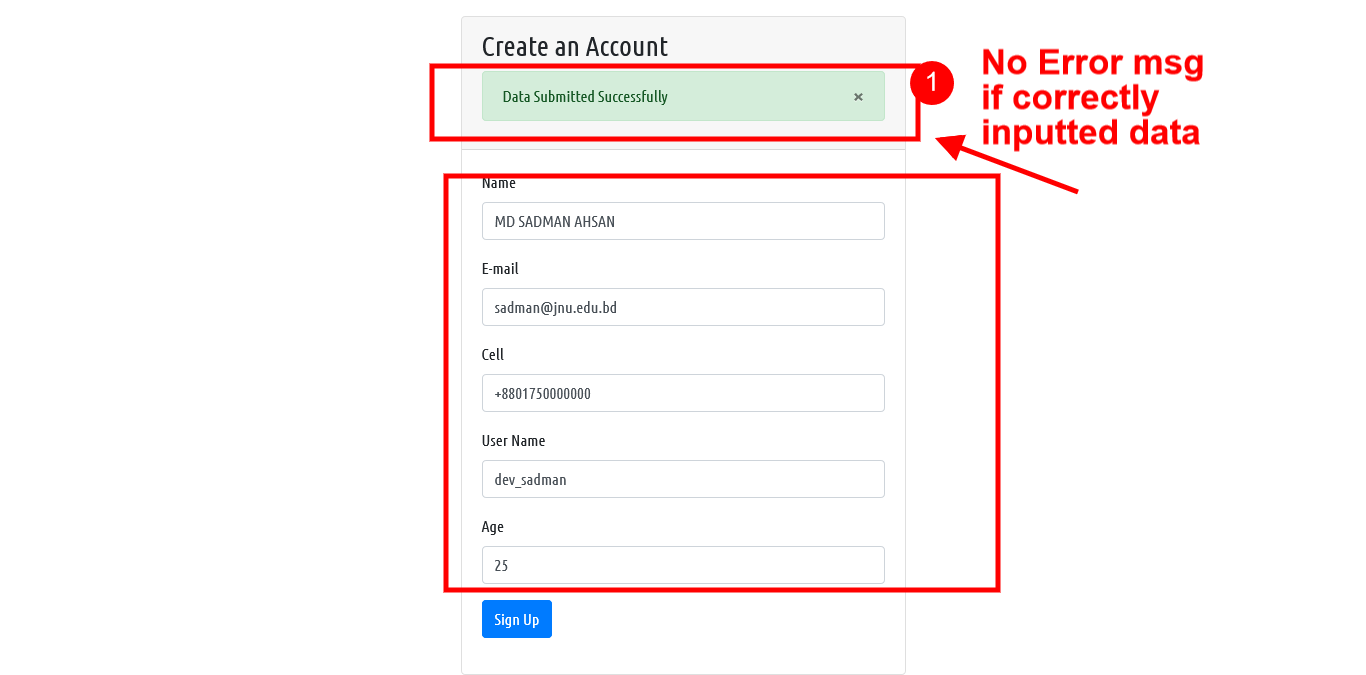 Create an Account
Data Submitted Successfully ×
1
No Error msg
if correctly
inputted data
Name
MD SADMAN AHSAN
E-mail
sadman@jnu.edu.bd
Cell
+8801750000000
User Name
dev_sadman
Age
25
Sign Up